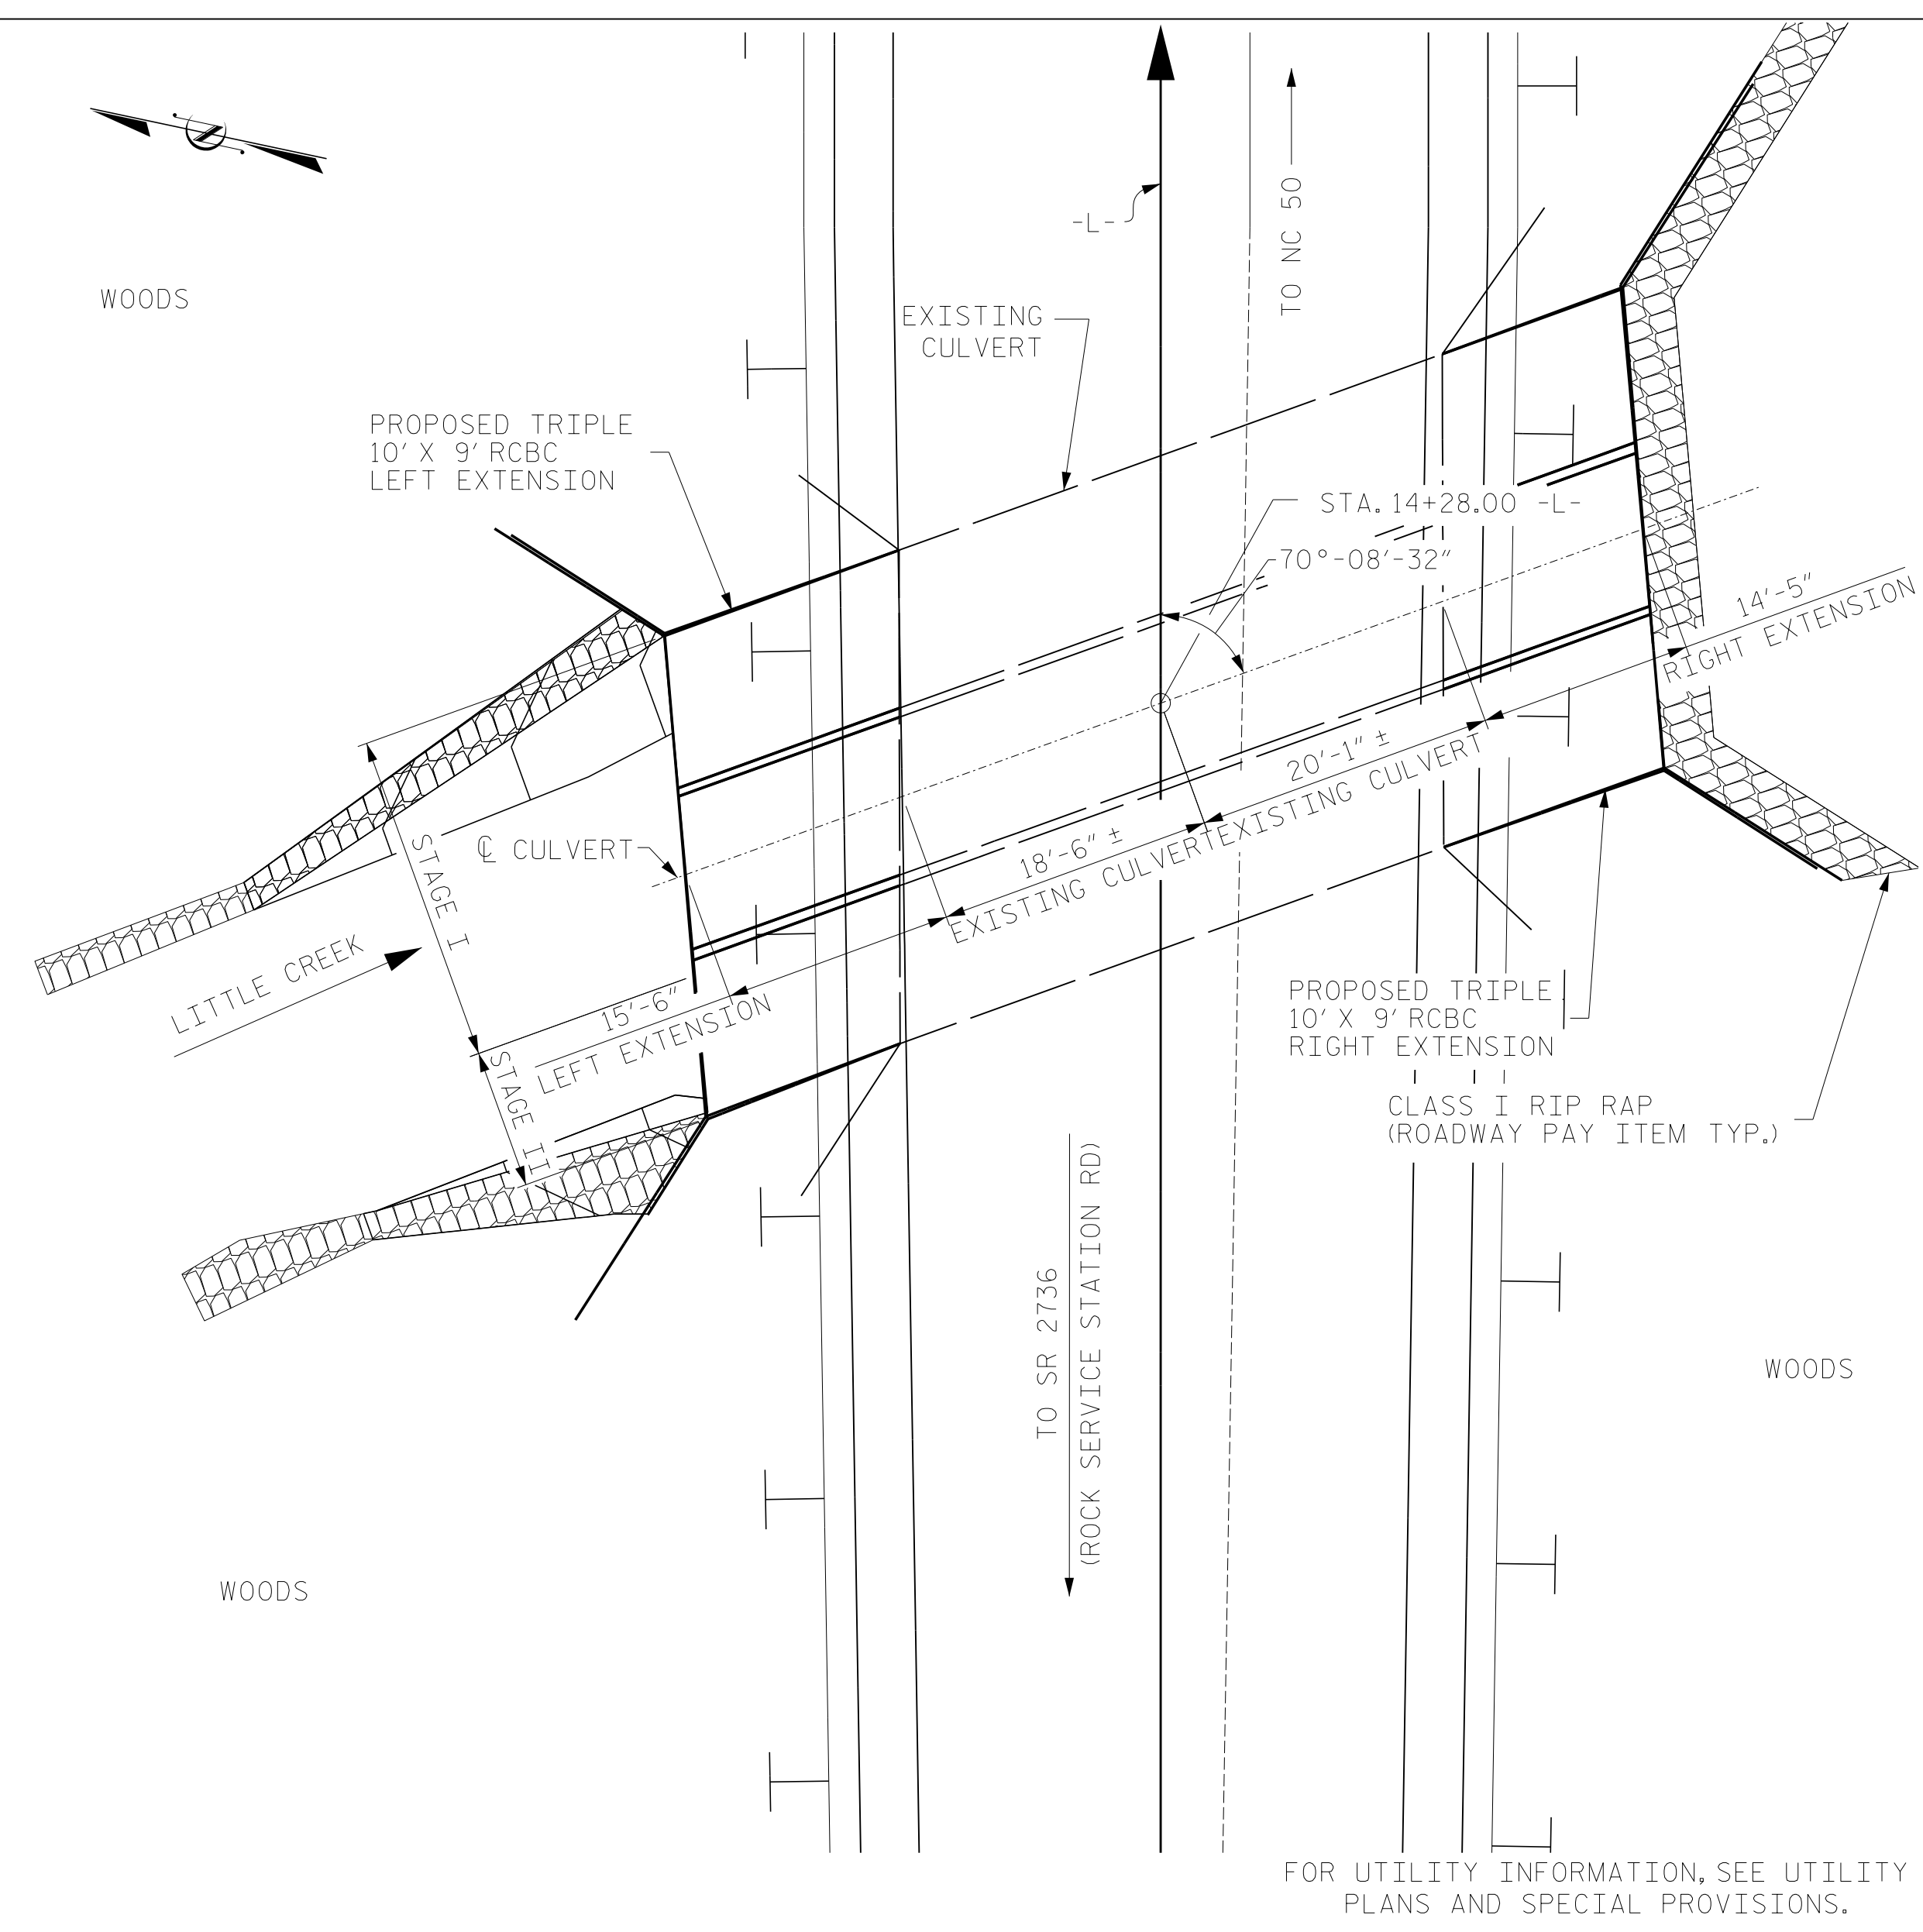 WOODS
-L-
TO NC 50
EXISTING
CULVERT
PROPOSED TRIPLE
10' X 9' RCBC
LEFT EXTENSION
STA. 14+28.00 -L-
70°-08'-32"
14'-5"
RIGHT EXTENSION
20'-1" ±
EXISTING CULVERT
18'-6" ±
EXISTING CULVERT
℄ CULVERT
STAGE I
LITTLE CREEK
15'-6"
LEFT EXTENSION
STAGE II
PROPOSED TRIPLE
10' X 9' RCBC
RIGHT EXTENSION
CLASS I RIP RAP
(ROADWAY PAY ITEM TYP.)
TO SR 2736
(ROCK SERVICE STATION RD)
WOODS
WOODS
FOR UTILITY INFORMATION, SEE UTILITY
PLANS AND SPECIAL PROVISIONS.